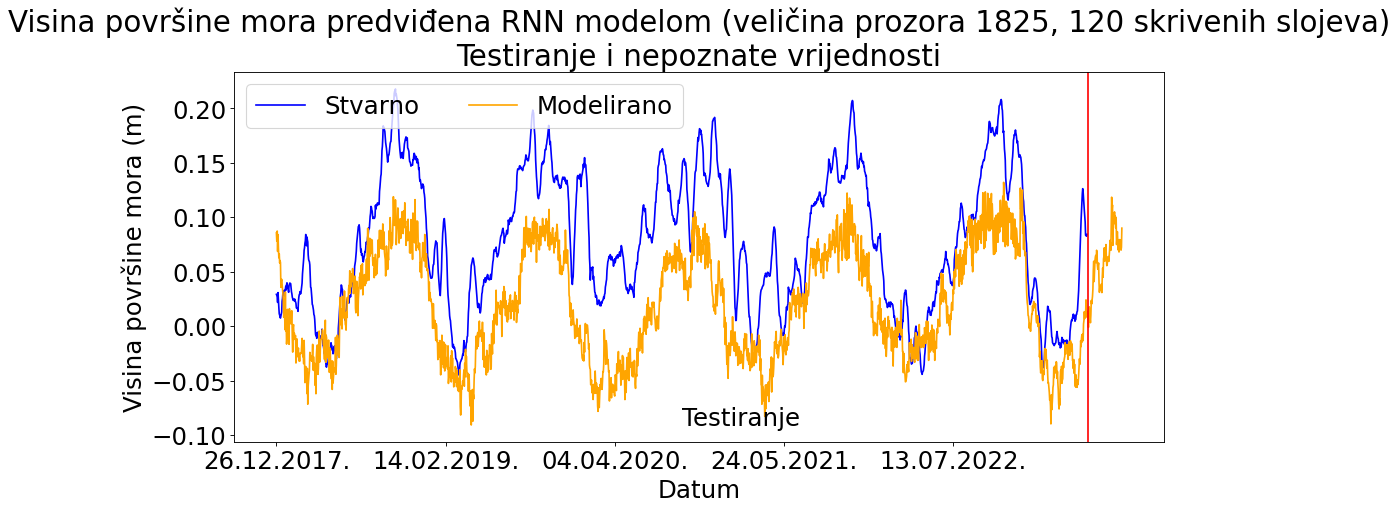 Visina površine mora predviđena RNN modelom (veličina prozora 1825, 120 skrivenih slojeva)
Testiranje i nepoznate vrijednosti
Stvarno Modelirano
Visina površine mora (m)
0.20
0.15
0.10
0.05
0.00
−0.05
−0.10
Testiranje
26.12.2017. 14.02.2019. 04.04.2020. 24.05.2021. 13.07.2022.
Datum